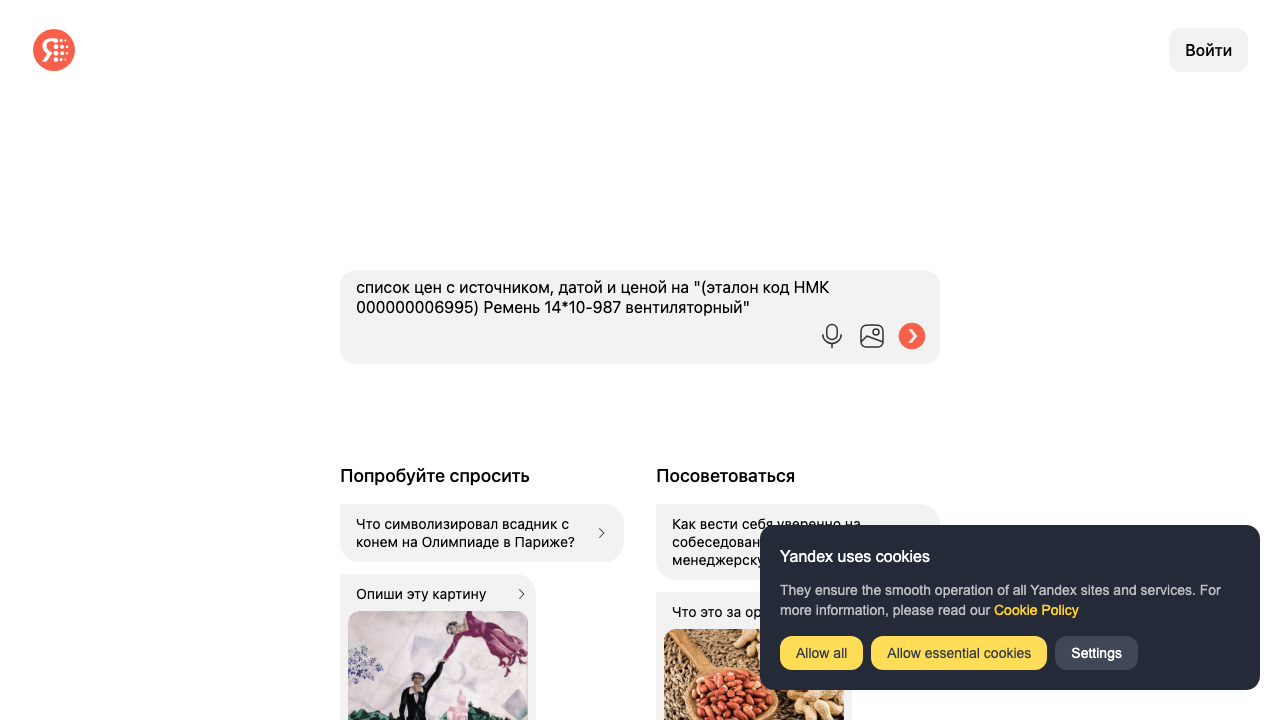 Я
Войти
список цен с источником, датой и ценой на "(эталон код НМК
000000006995) Ремень 14*10-987 вентиляторный"
Попробуйте спросить
Посоветоваться
Что символизировал всадник с
конем на Олимпиаде в Париже?
Опиши эту картину
Как вести себя уверенно на
собеседован
менеджерску
Что это за ор
Yandex uses cookies
They ensure the smooth operation of all Yandex sites and services. For
more information, please read our Cookie Policy
Allow all
Allow essential cookies
Settings